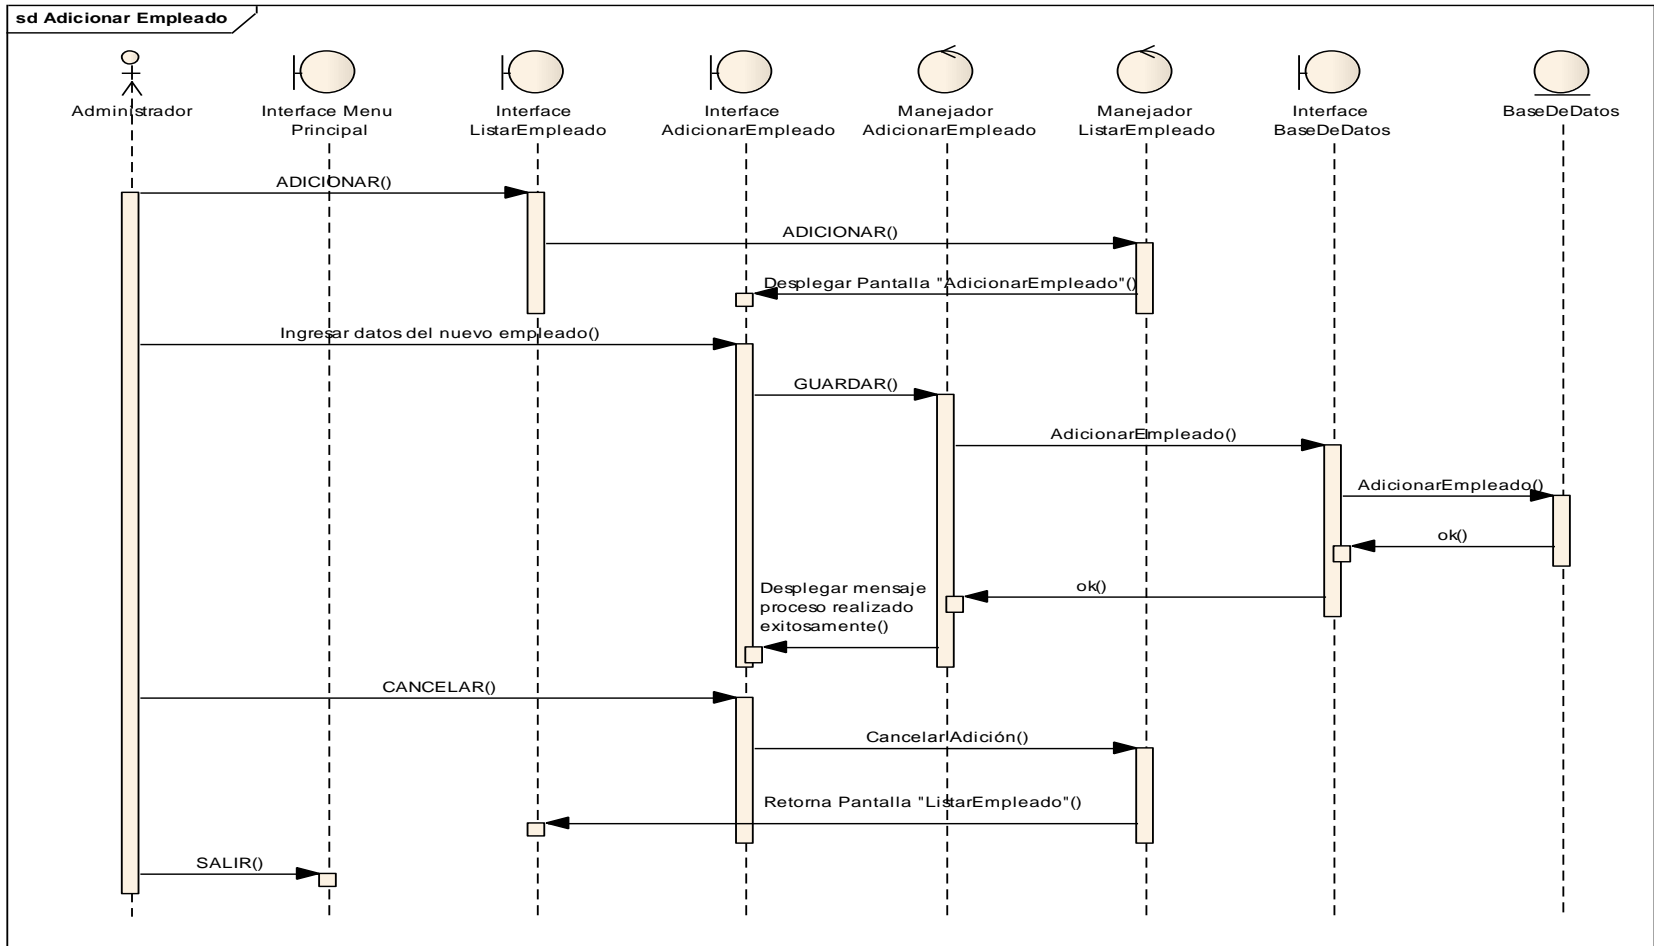 sd Adicionar Empleado
Administrador
Interface Menu
Principal
Interface
ListarEmpleado
Interface
AdicionarEmpleado
Manejador
AdicionarEmpleado
Manejador
ListarEmpleado
Interface
BaseDeDatos
BaseDeDatos
ADICIONAR()
ADICIONAR()
Desplegar Pantalla "AdicionarEmpleado"()
Ingresar datos del nuevo empleado()
GUARDAR()
AdicionarEmpleado()
AdicionarEmpleado()
ok()
ok()
Desplegar mensaje
proceso realizado
exitosamente()
CANCELAR()
Cancelar Adición()
Retorna Pantalla "ListarEmpleado"()
SALIR()